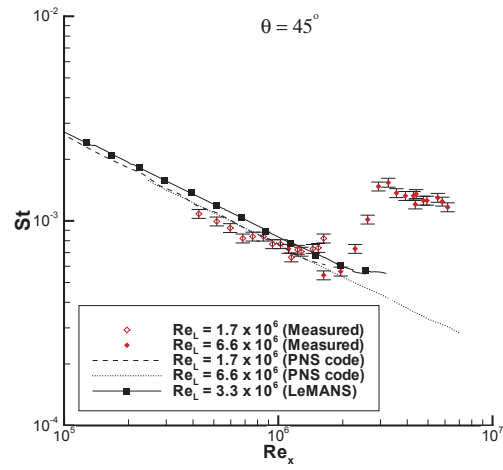 θ = 45°
10⁻²
10⁻³
10⁻⁴
St
Re_L = 1.7 x 10⁶ (Measured)
Re_L = 6.6 x 10⁶ (Measured)
Re_L = 1.7 x 10⁶ (PNS code)
Re_L = 6.6 x 10⁶ (PNS code)
Re_L = 3.3 x 10⁶ (LeMANS)
10⁵ 10⁶ 10⁷
Re_x